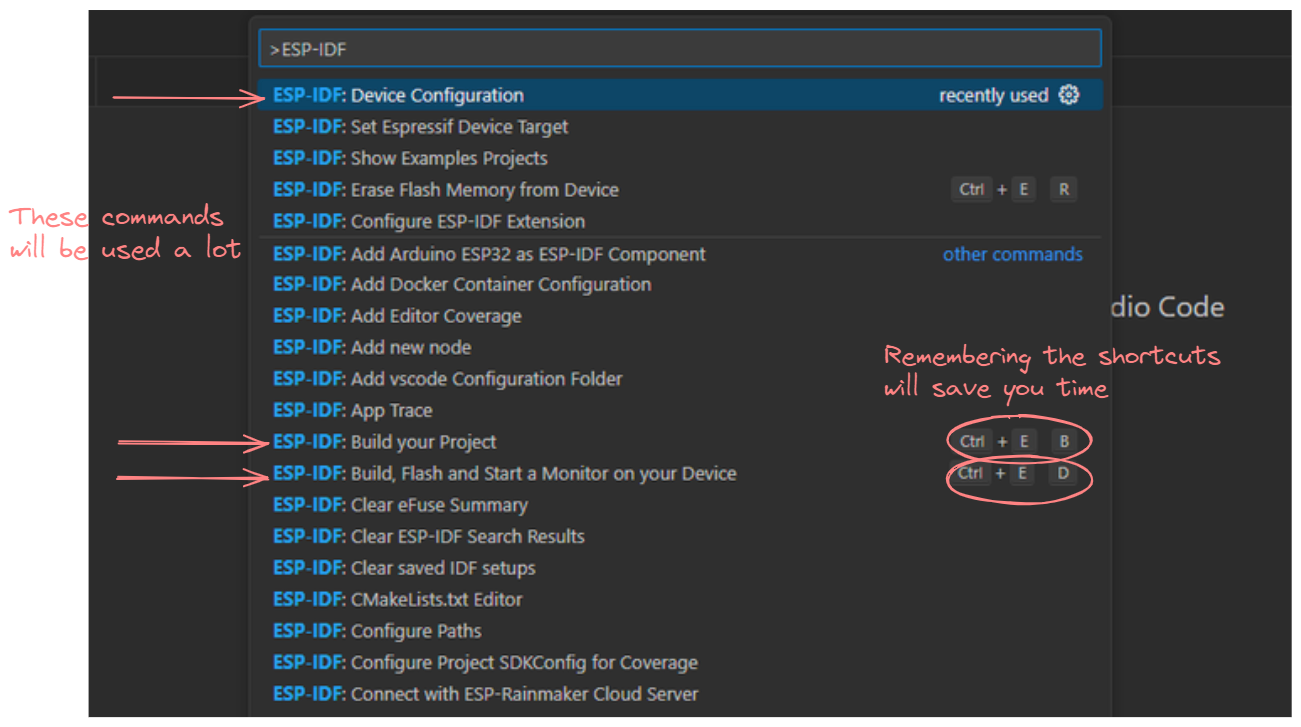 >ESP-IDF
ESP-IDF: Device Configuration recently used
ESP-IDF: Set Espressif Device Target
ESP-IDF: Show Examples Projects
ESP-IDF: Erase Flash Memory from Device Ctrl + E R
These commands
will be used a lot
ESP-IDF: Configure ESP-IDF Extension
ESP-IDF: Add Arduino ESP32 as ESP-IDF Component other commands
ESP-IDF: Add Docker Container Configuration
ESP-IDF: Add Editor Coverage
dio Code
ESP-IDF: Add new node
Remembering the shortcuts
will save you time
ESP-IDF: Add vscode Configuration Folder
ESP-IDF: App Trace
ESP-IDF: Build your Project Ctrl + E B
ESP-IDF: Build, Flash and Start a Monitor on your Device Ctrl + E D
ESP-IDF: Clear eFuse Summary
ESP-IDF: Clear ESP-IDF Search Results
ESP-IDF: Clear saved IDF setups
ESP-IDF: CMakeLists.txt Editor
ESP-IDF: Configure Paths
ESP-IDF: Configure Project SDKConfig for Coverage
ESP-IDF: Connect with ESP-Rainmaker Cloud Server